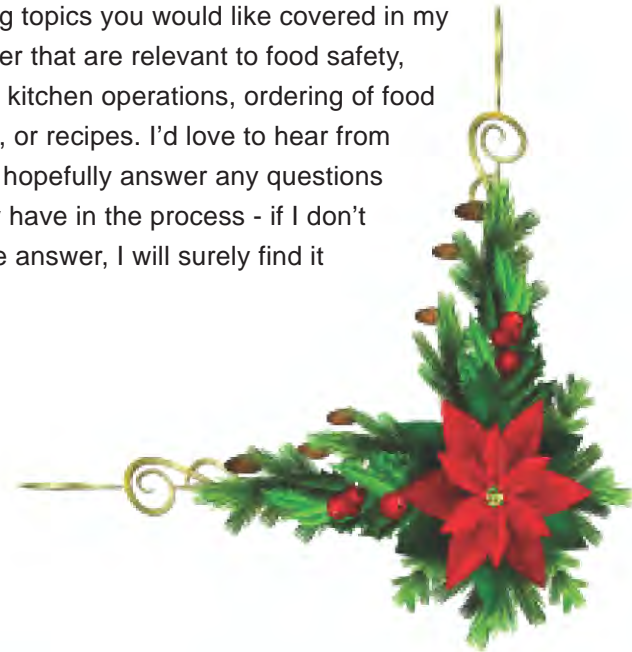 g topics you would like covered in my
er that are relevant to food safety,
kitchen operations, ordering of food
, or recipes. I'd love to hear from
hopefully answer any questions
have in the process - if I don't
e answer, I will surely find it